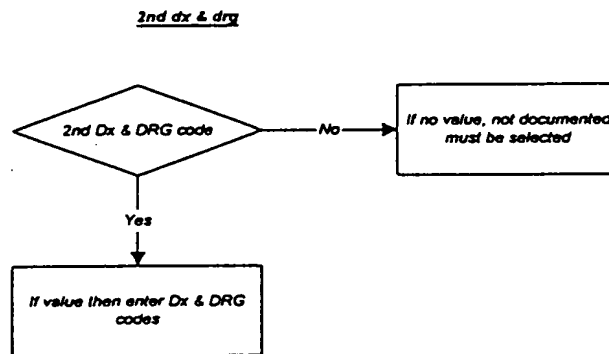 2nd dx & drg
2nd Dx & DRG code
No
If no value, not documented
must be selected
Yes
If value then enter Dx & DRG
codes